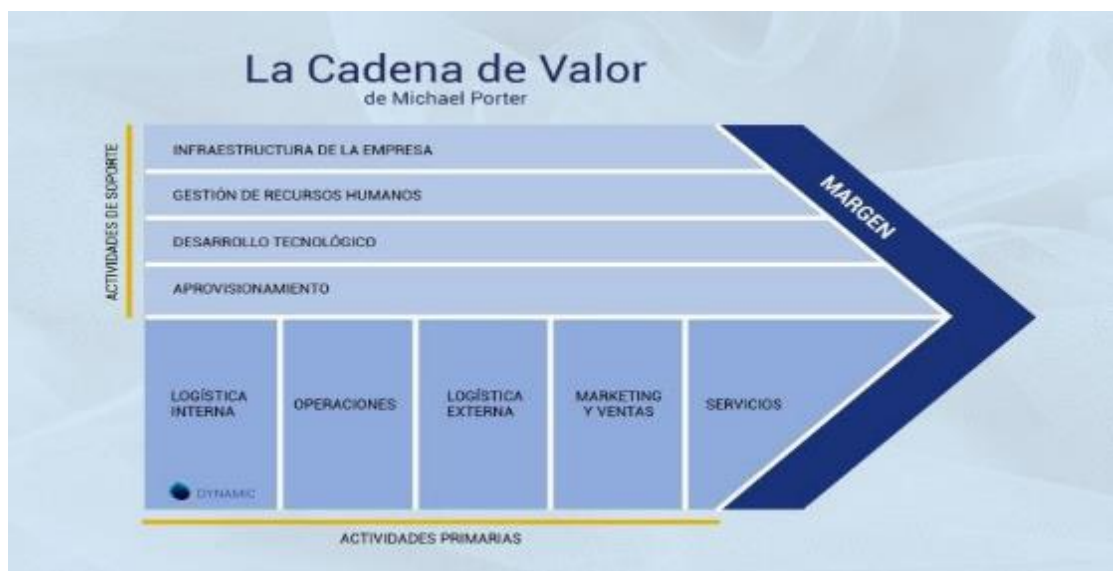 La Cadena de Valor
de Michael Porter
ACTIVIDADES DE SOPORTE
INFRAESTRUCTURA DE LA EMPRESA
GESTIÓN DE RECURSOS HUMANOS
DESARROLLO TECNOLÓGICO
APROVISIONAMIENTO
MARGEN
LOGÍSTICA
INTERNA
OPERACIONES
LOGÍSTICA
EXTERNA
MARKETING
Y VENTAS
SERVICIOS
DYNAMIC
ACTIVIDADES PRIMARIAS